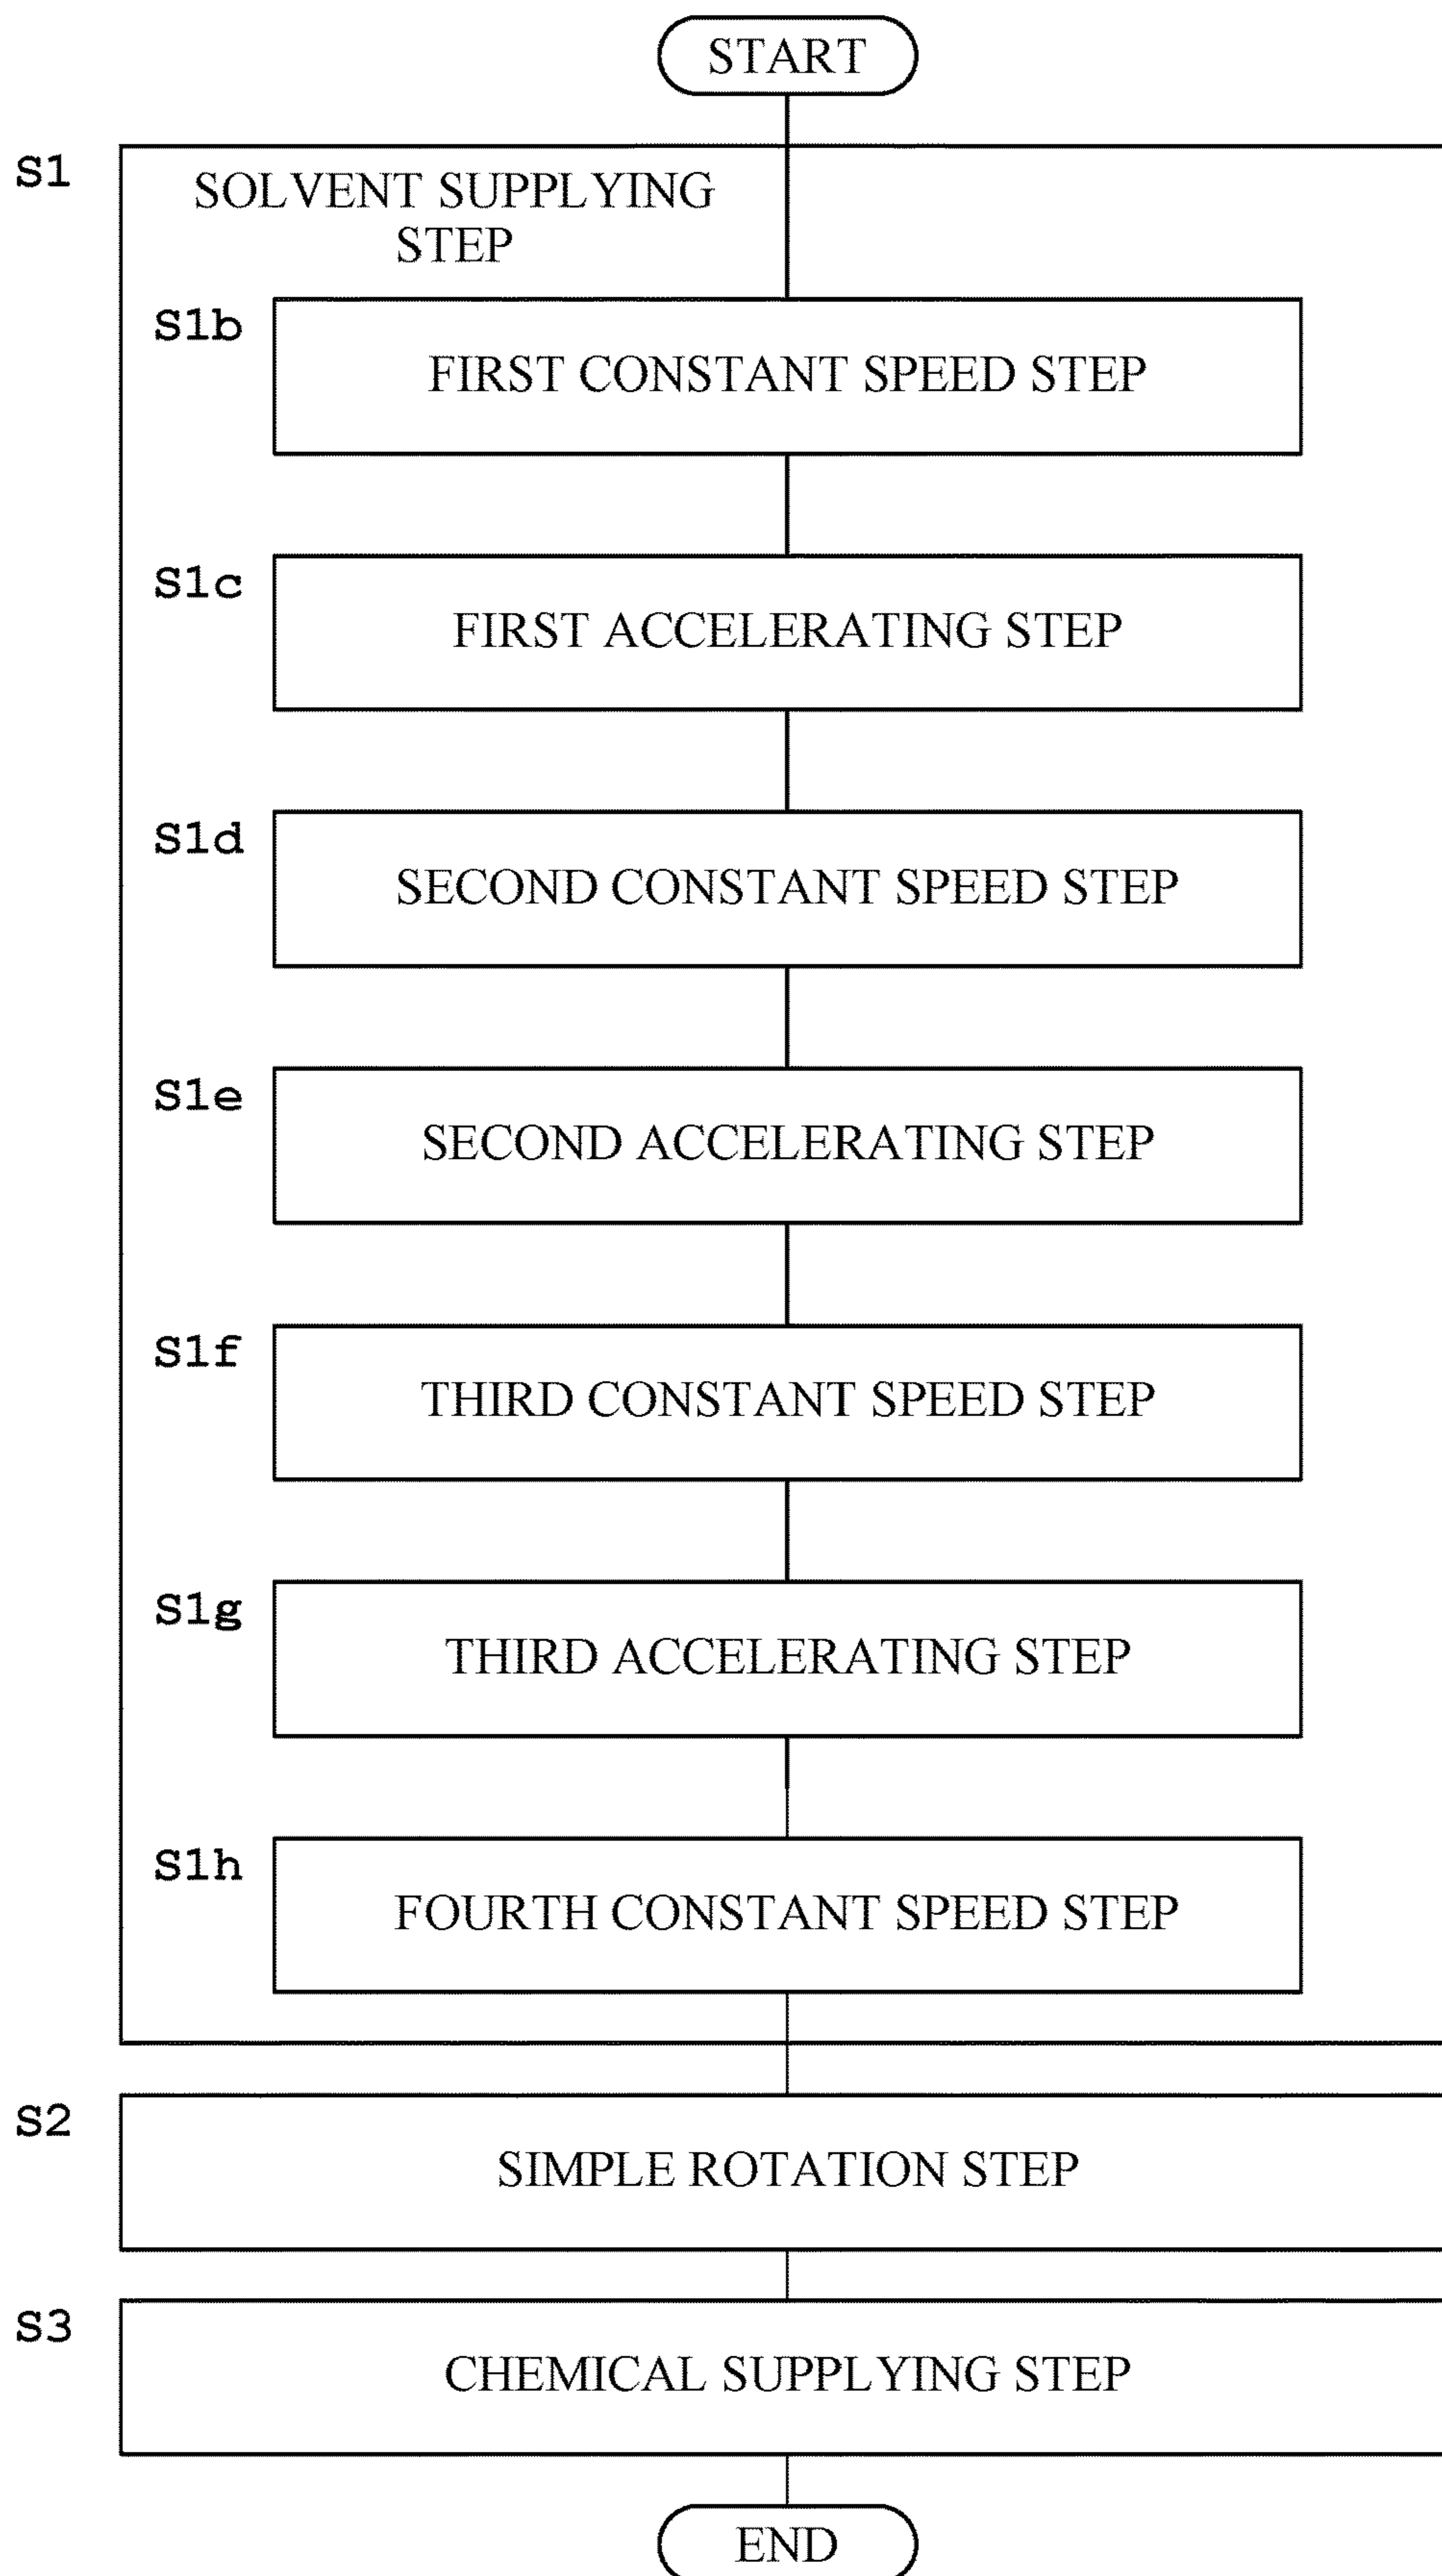 START
S1
SOLVENT SUPPLYING
STEP
S1b
FIRST CONSTANT SPEED STEP
S1c
FIRST ACCELERATING STEP
S1d
SECOND CONSTANT SPEED STEP
S1e
SECOND ACCELERATING STEP
S1f
THIRD CONSTANT SPEED STEP
S1g
THIRD ACCELERATING STEP
S1h
FOURTH CONSTANT SPEED STEP
S2
SIMPLE ROTATION STEP
S3
CHEMICAL SUPPLYING STEP
END